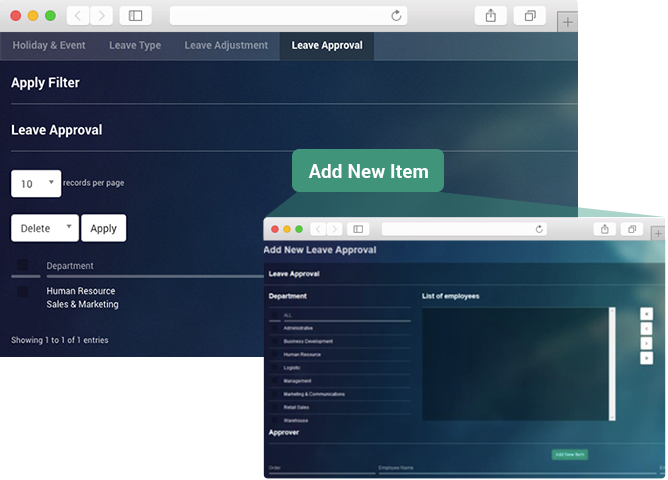 Holiday & Event Leave Type Leave Adjustment Leave Approval
Apply Filter
Leave Approval
10 records per page
Delete Apply
Department
Human Resource
Sales & Marketing
Showing 1 to 1 of 1 entries
Add New Item
Add New Leave Approval
Leave Approval
Department List of employees
ALL
Administrative
Business Development
Human Resource
Logistic
Management
Marketing & Communications
Retail Sales
Warehouse
Approver
Add New Item
Order Employee Name